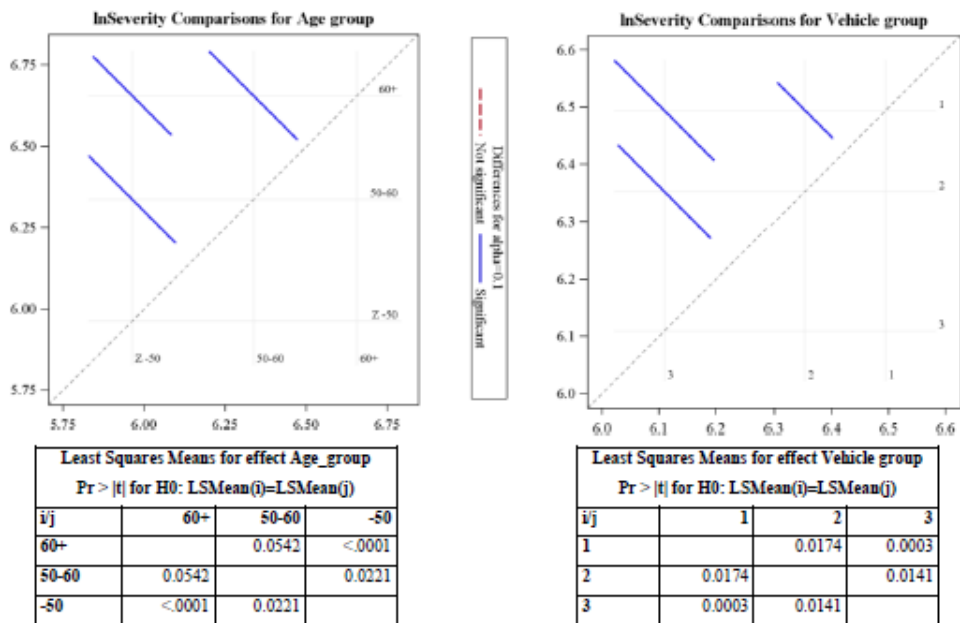 InSeverity Comparisons for Age group
6.75
6.50
6.25
6.00
5.75
60+
50-60
Z -50
Z -50
50-60
60+
5.75
6.00
6.25
6.50
6.75
Differences for alpha=0.1
Not significant
Significant
InSeverity Comparisons for Vehicle group
6.6
6.5
6.4
6.3
6.2
6.1
6.0
1
2
3
3
2
1
6.0
6.1
6.2
6.3
6.4
6.5
6.6
Least Squares Means for effect Age_group
Pr > |t| for H0: LSMean(i)=LSMean(j)
i/j 60+ 50-60 -50
60+ 0.0542 <.0001
50-60 0.0542 0.0221
-50 <.0001 0.0221
Least Squares Means for effect Vehicle group
Pr > |t| for H0: LSMean(i)=LSMean(j)
i/j 1 2 3
1 0.0174 0.0003
2 0.0174 0.0141
3 0.0003 0.0141